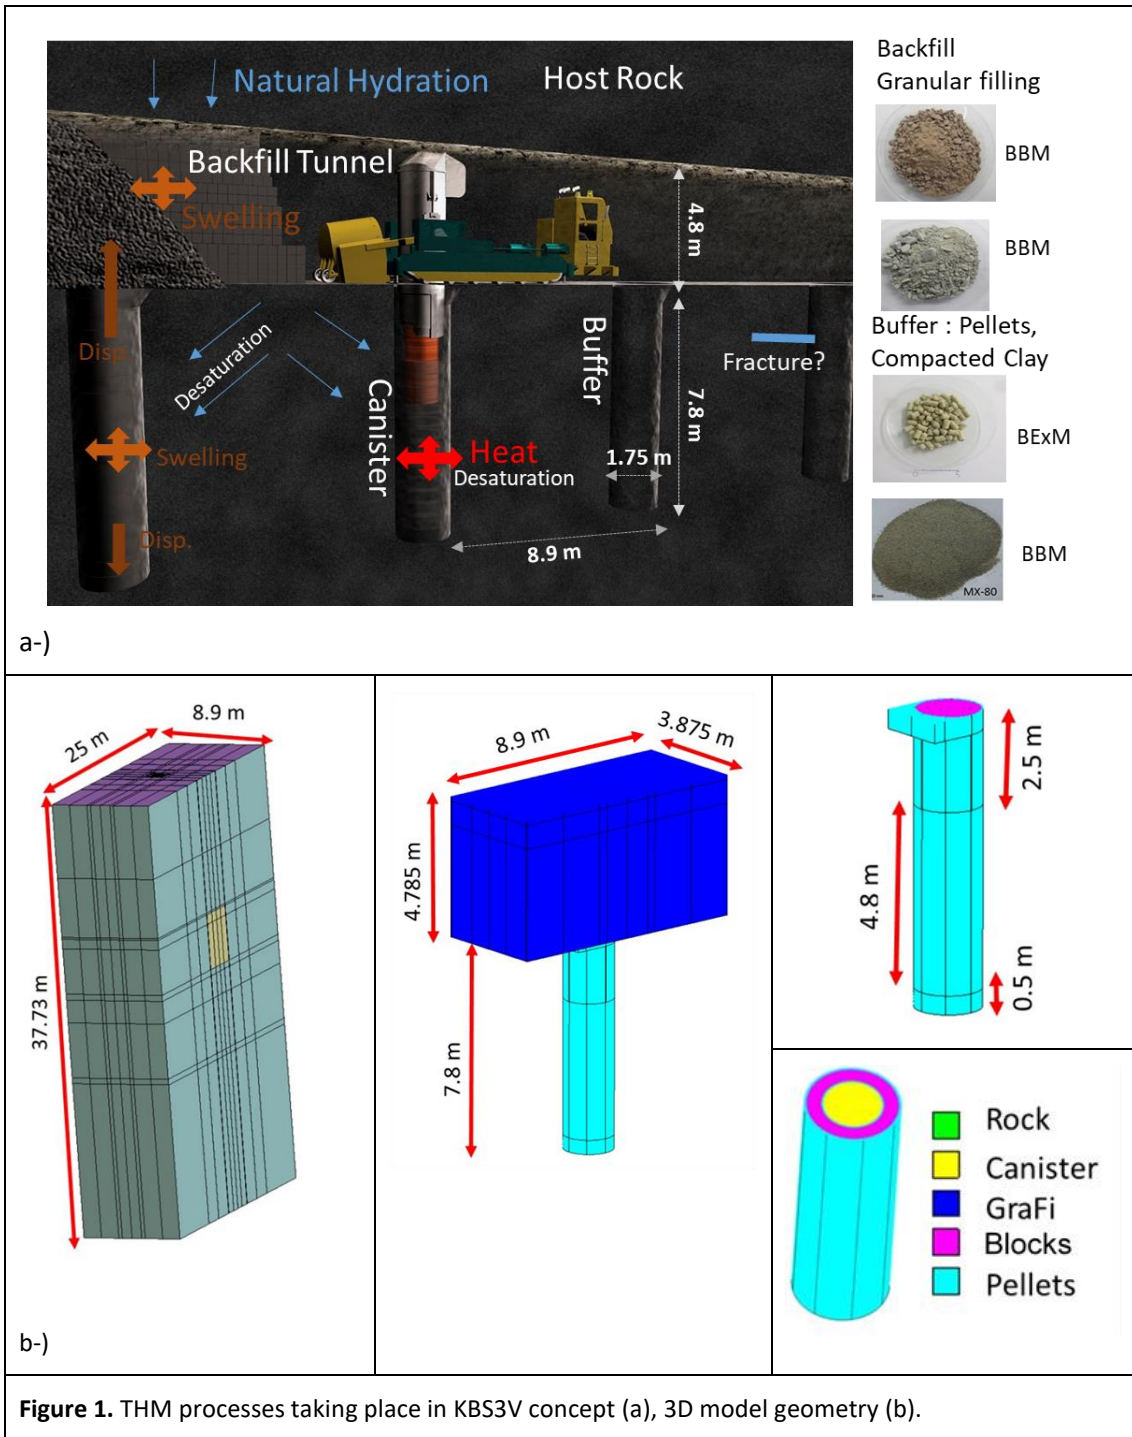 Natural Hydration
Host Rock
Backfill Tunnel
Swelling
4.8 m
Disp.
Desaturation
Canister
Buffer
Fracture?
7.8 m
Swelling
Heat
Desaturation
1.75 m
Disp.
8.9 m
Backfill
Granular filling
BBM
BBM
Buffer : Pellets,
Compacted Clay
BExM
BBM
MX-80
a-)
25 m
8.9 m
37.73 m
b-)
8.9 m
3.875 m
4.785 m
7.8 m
2.5 m
4.8 m
0.5 m
Rock
Canister
GraFi
Blocks
Pellets
Figure 1. THM processes taking place in KBS3V concept (a), 3D model geometry (b).